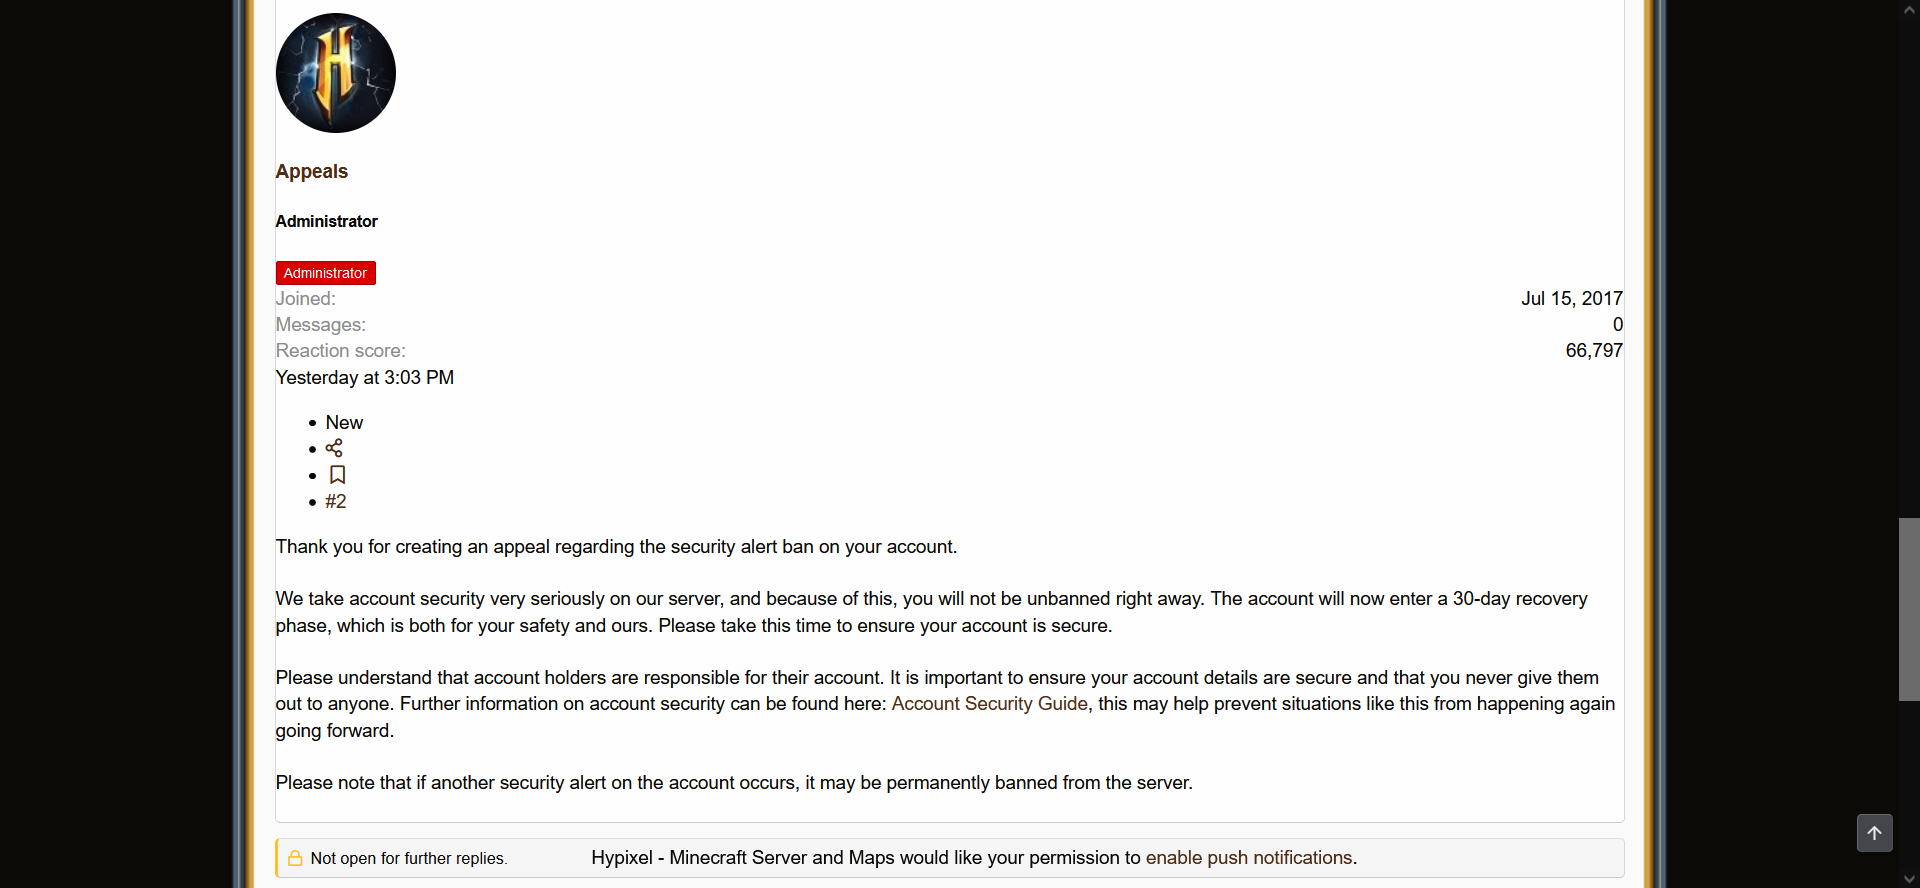 Appeals
Administrator
Administrator
Joined: Jul 15, 2017
Messages: 0
Reaction score: 66,797
Yesterday at 3:03 PM
New
#2
Thank you for creating an appeal regarding the security alert ban on your account.
We take account security very seriously on our server, and because of this, you will not be unbanned right away. The account will now enter a 30-day recovery
phase, which is both for your safety and ours. Please take this time to ensure your account is secure.
Please understand that account holders are responsible for their account. It is important to ensure your account details are secure and that you never give them
out to anyone. Further information on account security can be found here: Account Security Guide, this may help prevent situations like this from happening again
going forward.
Please note that if another security alert on the account occurs, it may be permanently banned from the server.
Not open for further replies. Hypixel - Minecraft Server and Maps would like your permission to enable push notifications.